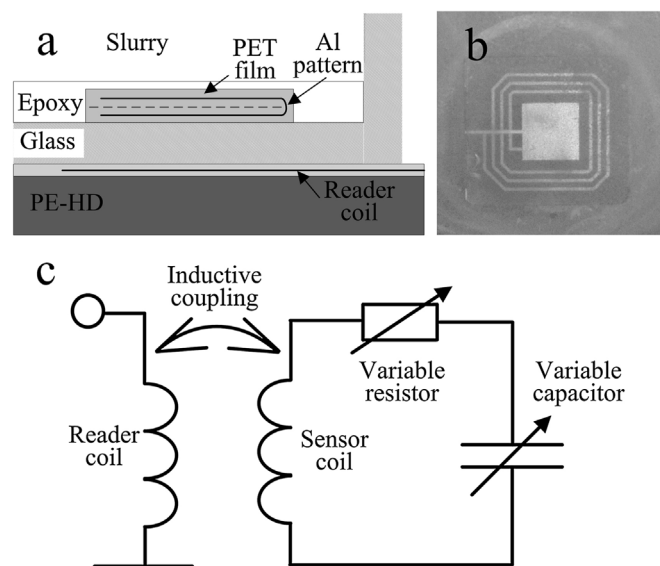 a
Slurry
PET
film
Al
pattern
Epoxy
Glass
Reader
coil
PE-HD
b
c
Inductive
coupling
Reader
coil
Sensor
coil
Variable
resistor
Variable
capacitor